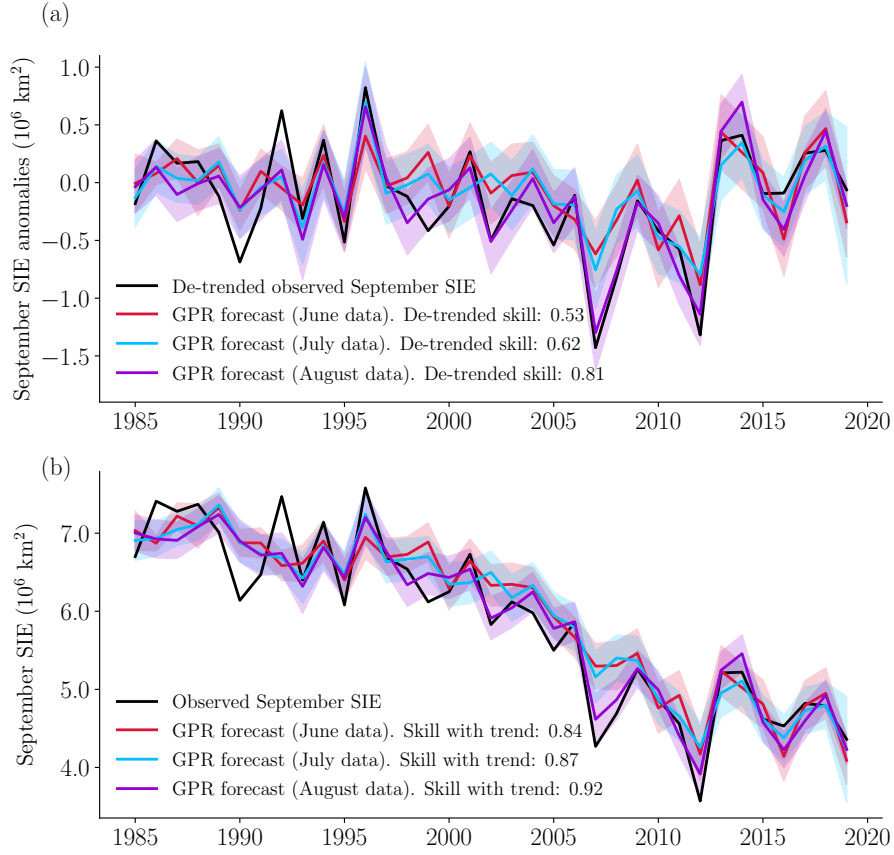 (a)
September SIE anomalies (10⁶ km²)
1.0
0.5
0.0
−0.5
−1.0
−1.5
De-trended observed September SIE
GPR forecast (June data). De-trended skill: 0.53
GPR forecast (July data). De-trended skill: 0.62
GPR forecast (August data). De-trended skill: 0.81
1985 1990 1995 2000 2005 2010 2015 2020
(b)
September SIE (10⁶ km²)
7.0
6.0
5.0
4.0
Observed September SIE
GPR forecast (June data). Skill with trend: 0.84
GPR forecast (July data). Skill with trend: 0.87
GPR forecast (August data). Skill with trend: 0.92
1985 1990 1995 2000 2005 2010 2015 2020